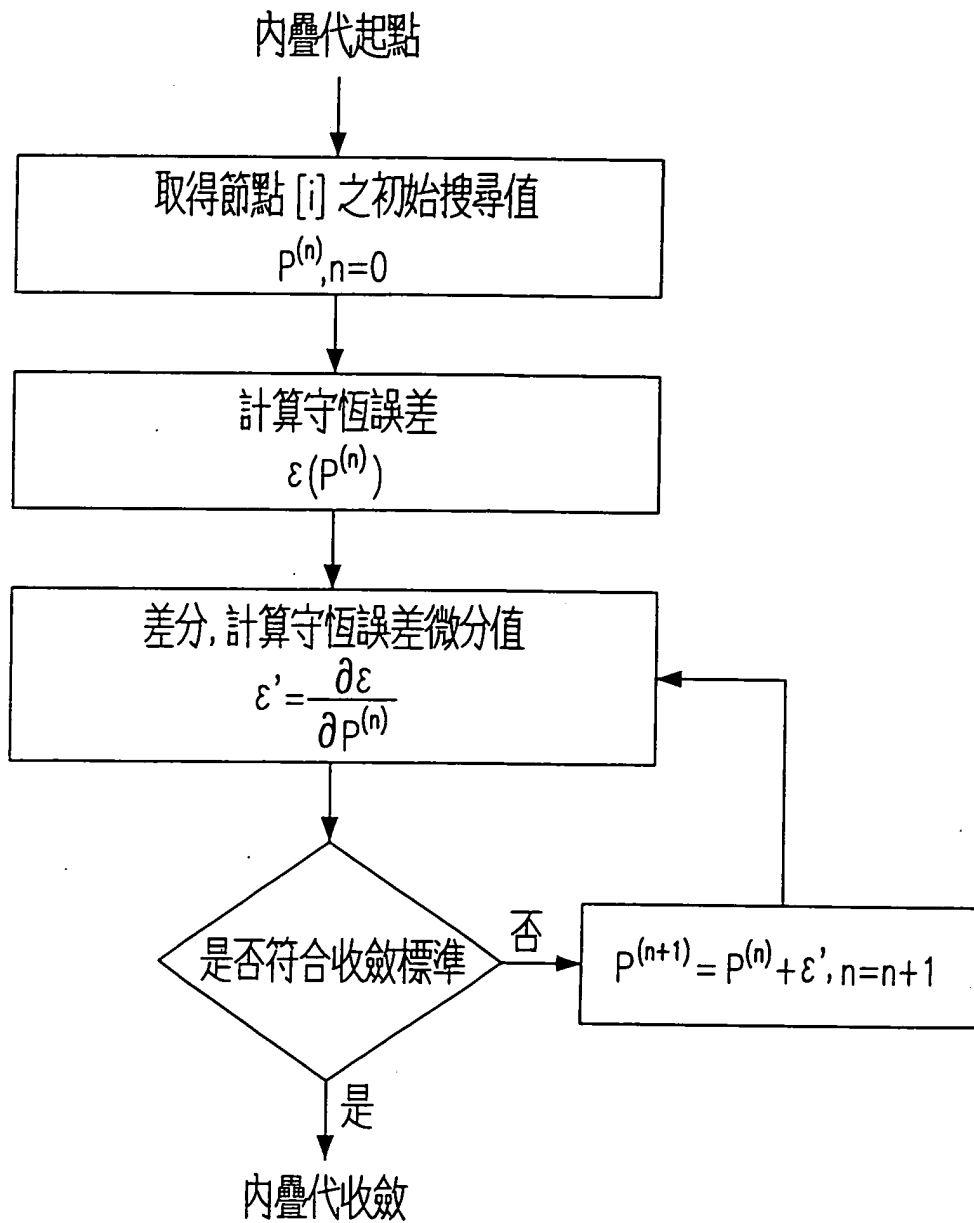 內疊代起點
取得節點 [i] 之初始搜尋值
P⁽ⁿ⁾,n=0
計算守恆誤差
ε(P⁽ⁿ⁾)
差分,計算守恆誤差微分值
ε'=∂ε/∂P⁽ⁿ⁾
是否符合收斂標準
否
P⁽ⁿ⁺¹⁾=P⁽ⁿ⁾+ε',n=n+1
是
內疊代收斂